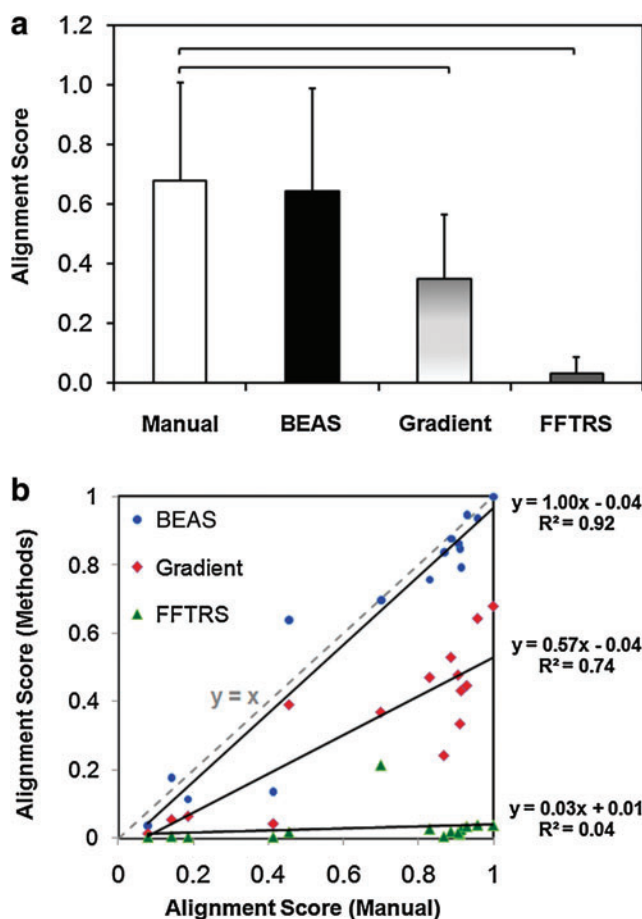 a
Alignment Score
1.2
1.0
0.8
0.6
0.4
0.2
0.0
Manual BEAS Gradient FFTRS
b
Alignment Score (Methods)
1
0.8
0.6
0.4
0.2
0
BEAS
Gradient
FFTRS
y = x
y = 1.00x - 0.04
R² = 0.92
y = 0.57x - 0.04
R² = 0.74
y = 0.03x + 0.01
R² = 0.04
0 0.2 0.4 0.6 0.8 1
Alignment Score (Manual)